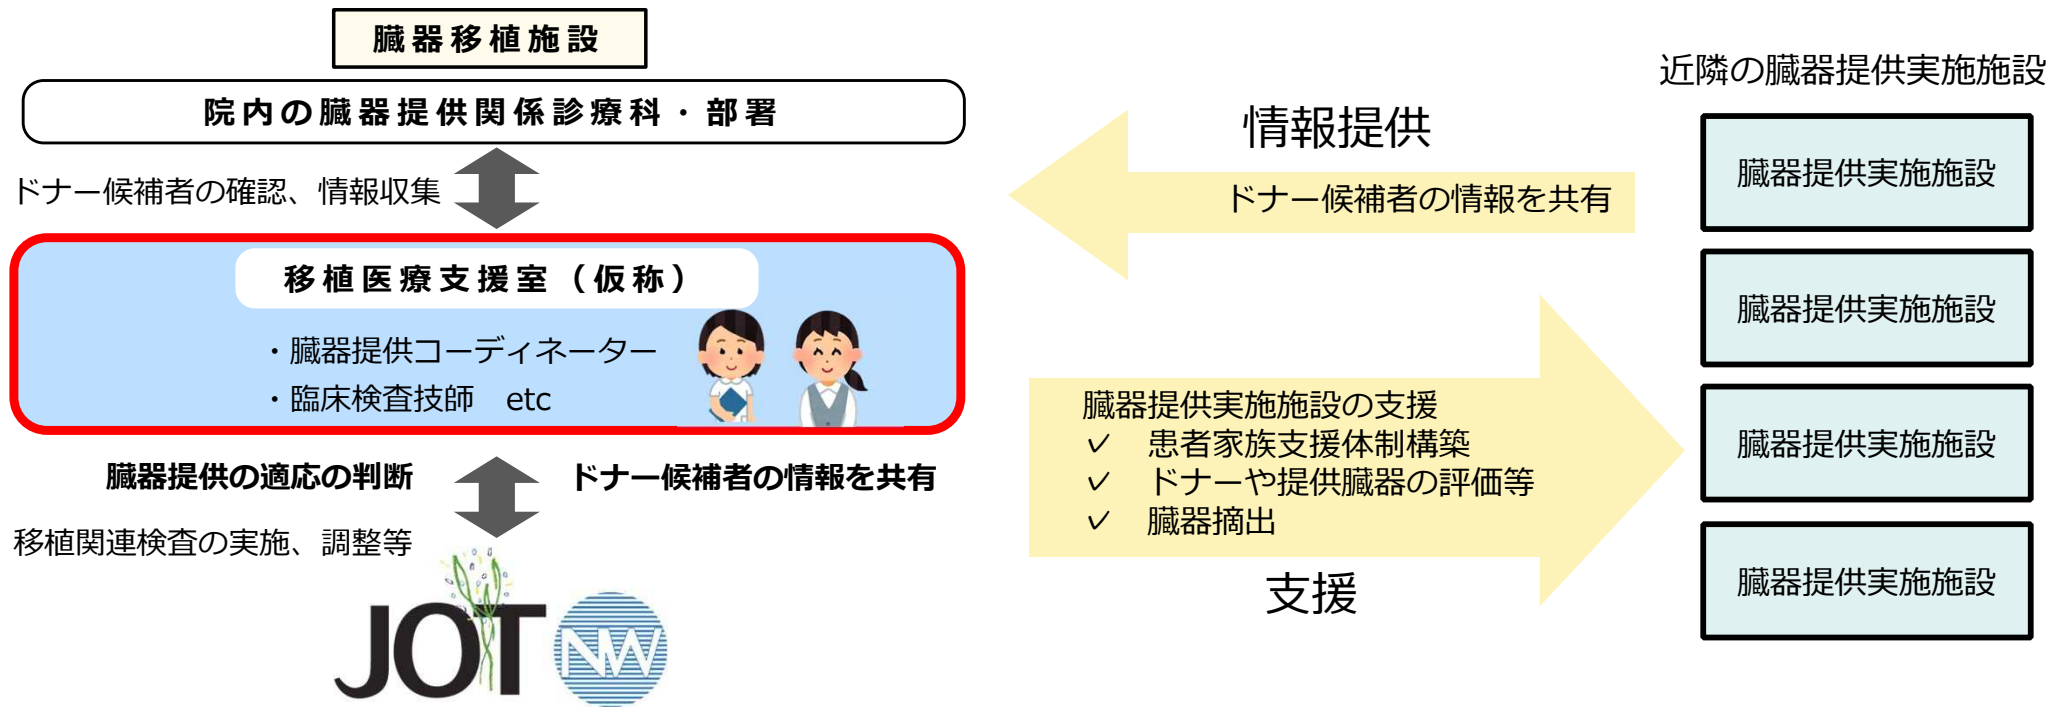 臓器移植施設
院内の臓器提供関係診療科・部署
ドナー候補者の確認、情報収集
移植医療支援室（仮称）
・臓器提供コーディネーター
・臨床検査技師　etc
臓器提供の適応の判断
ドナー候補者の情報を共有
移植関連検査の実施、調整等
JOT
NW
情報提供
ドナー候補者の情報を共有
臓器提供実施施設の支援
✓　患者家族支援体制構築
✓　ドナーや提供臓器の評価等
✓　臓器摘出
支援
近隣の臓器提供実施施設
臓器提供実施施設
臓器提供実施施設
臓器提供実施施設
臓器提供実施施設